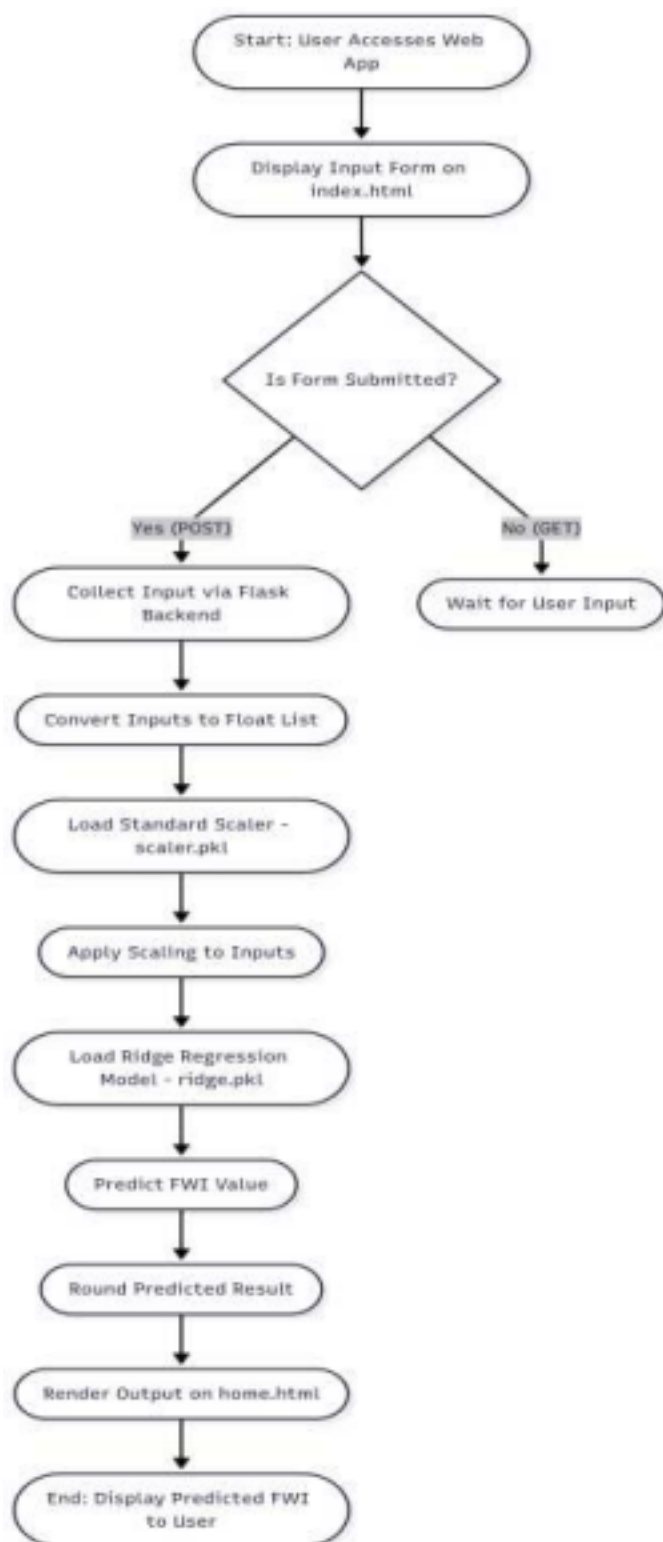 Start: User Accesses Web
App
Display Input Form on
index.html
Is Form Submitted?
Yes (POST)
No (GET)
Collect Input via Flask
Backend
Wait for User Input
Convert Inputs to Float List
Load Standard Scaler -
scaler.pkl
Apply Scaling to Inputs
Load Ridge Regression
Model - ridge.pkl
Predict FWI Value
Round Predicted Result
Render Output on home.html
End: Display Predicted FWI
to User